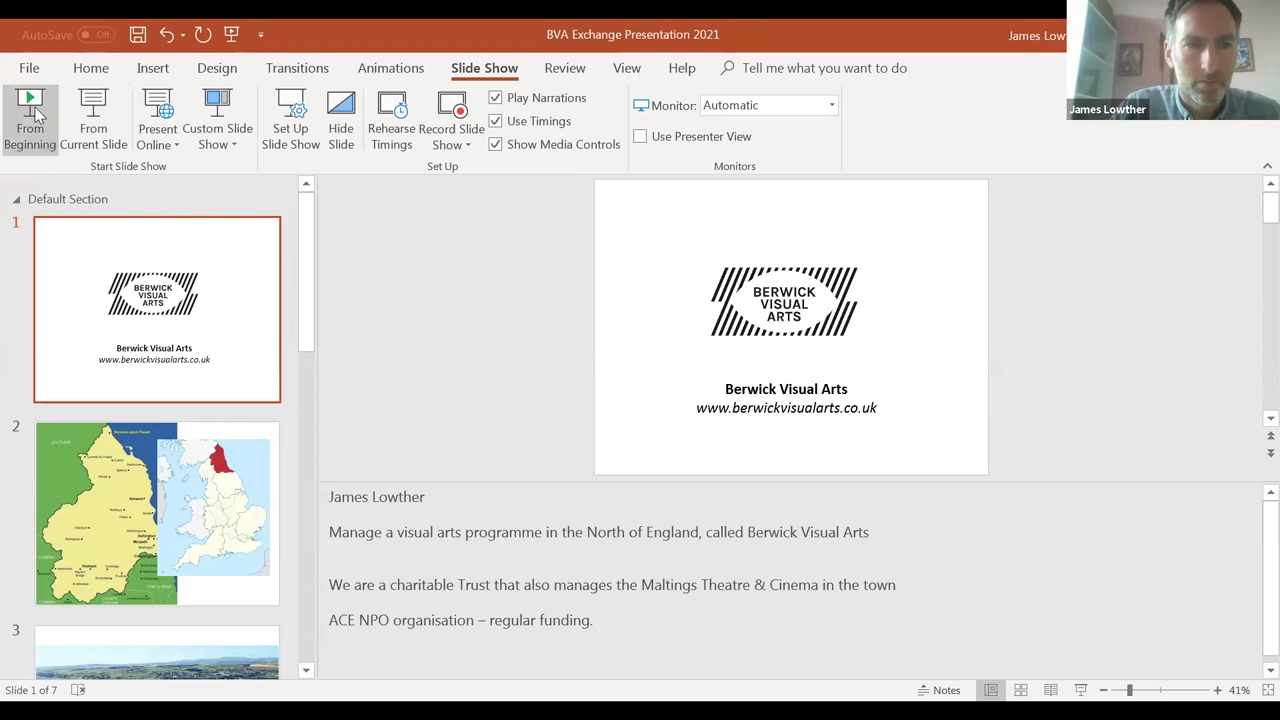 AutoSave
Off
BVA Exchange Presentation 2021
James Low
File
Home
Insert
Design
Transitions
Animations
Slide Show
Review
View
Help
Tell me what you want to do
From
Beginning
From
Current Slide
Present
Online
Custom Slide
Show
Set Up
Slide Show
Hide
Slide
Rehearse
Timings
Record Slide
Show
Play Narrations
Use Timings
Show Media Controls
Monitor:
Automatic
Use Presenter View
Start Slide Show
Set Up
Monitors
James Lowther
Default Section
1
BERWICK
VISUAL
ARTS
Berwick Visual Arts
www.berwickvisualarts.co.uk
2
3
BERWICK
VISUAL
ARTS
Berwick Visual Arts
www.berwickvisualarts.co.uk
James Lowther
Manage a visual arts programme in the North of England, called Berwick Visual Arts
We are a charitable Trust that also manages the Maltings Theatre & Cinema in the town
ACE NPO organisation – regular funding.
Slide 1 of 7
Notes
41%